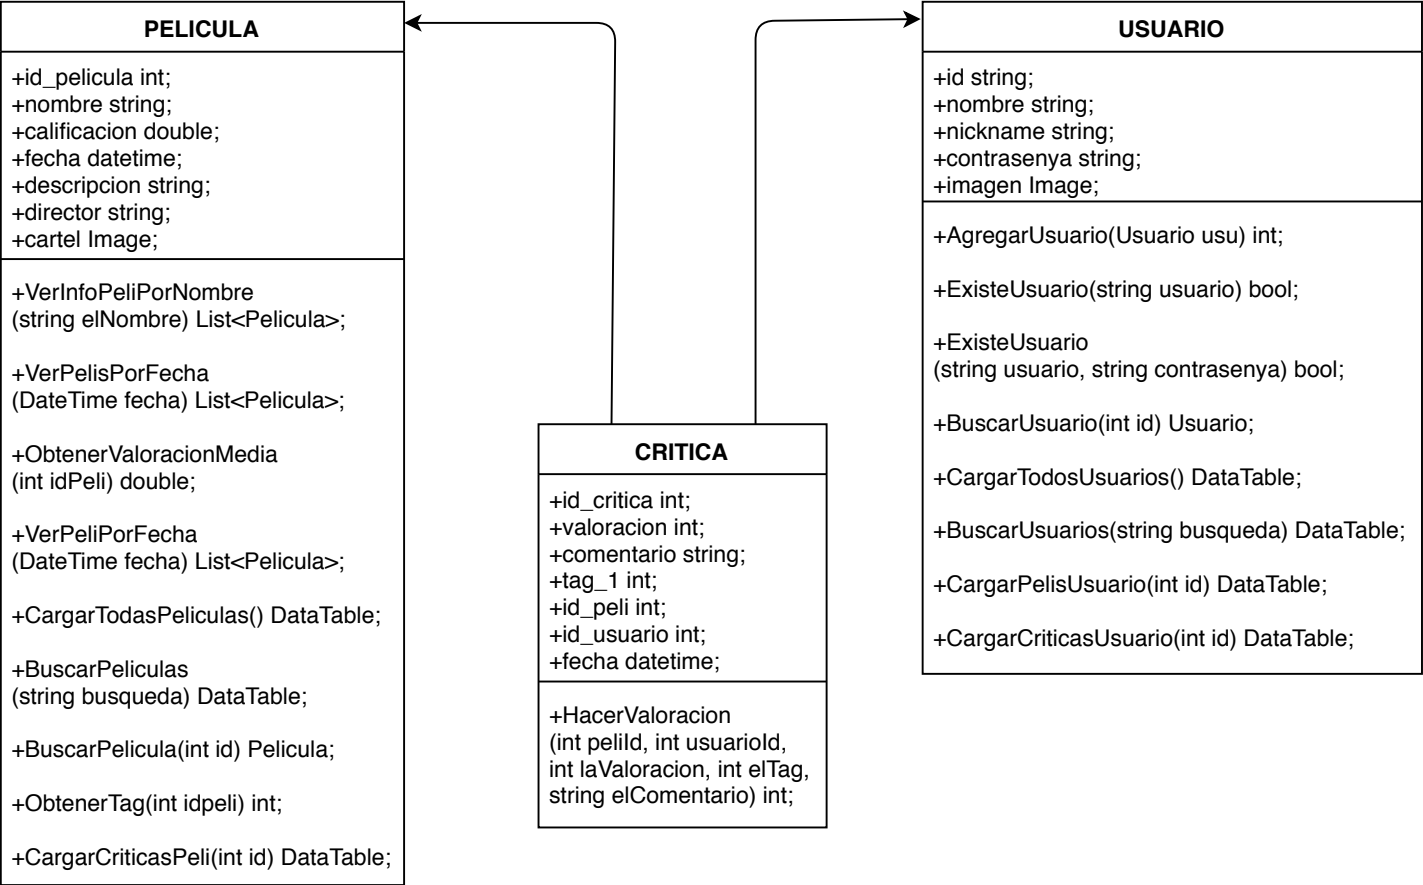 PELICULA
+id_pelicula int;
+nombre string;
+calificacion double;
+fecha datetime;
+descripcion string;
+director string;
+cartel Image;
+VerInfoPeliPorNombre
(string elNombre) List<Pelicula>;
+VerPelisPorFecha
(DateTime fecha) List<Pelicula>;
+ObtenerValoracionMedia
(int idPeli) double;
+VerPeliPorFecha
(DateTime fecha) List<Pelicula>;
+CargarTodasPeliculas() DataTable;
+BuscarPeliculas
(string busqueda) DataTable;
+BuscarPelicula(int id) Pelicula;
+ObtenerTag(int idpeli) int;
+CargarCriticasPeli(int id) DataTable;
CRITICA
+id_critica int;
+valoracion int;
+comentario string;
+tag_1 int;
+id_peli int;
+id_usuario int;
+fecha datetime;
+HacerValoracion
(int peliId, int usuarioId,
int laValoracion, int elTag,
string elComentario) int;
USUARIO
+id string;
+nombre string;
+nickname string;
+contrasenya string;
+imagen Image;
+AgregarUsuario(Usuario usu) int;
+ExisteUsuario(string usuario) bool;
+ExisteUsuario
(string usuario, string contrasenya) bool;
+BuscarUsuario(int id) Usuario;
+CargarTodosUsuarios() DataTable;
+BuscarUsuarios(string busqueda) DataTable;
+CargarPelisUsuario(int id) DataTable;
+CargarCriticasUsuario(int id) DataTable;